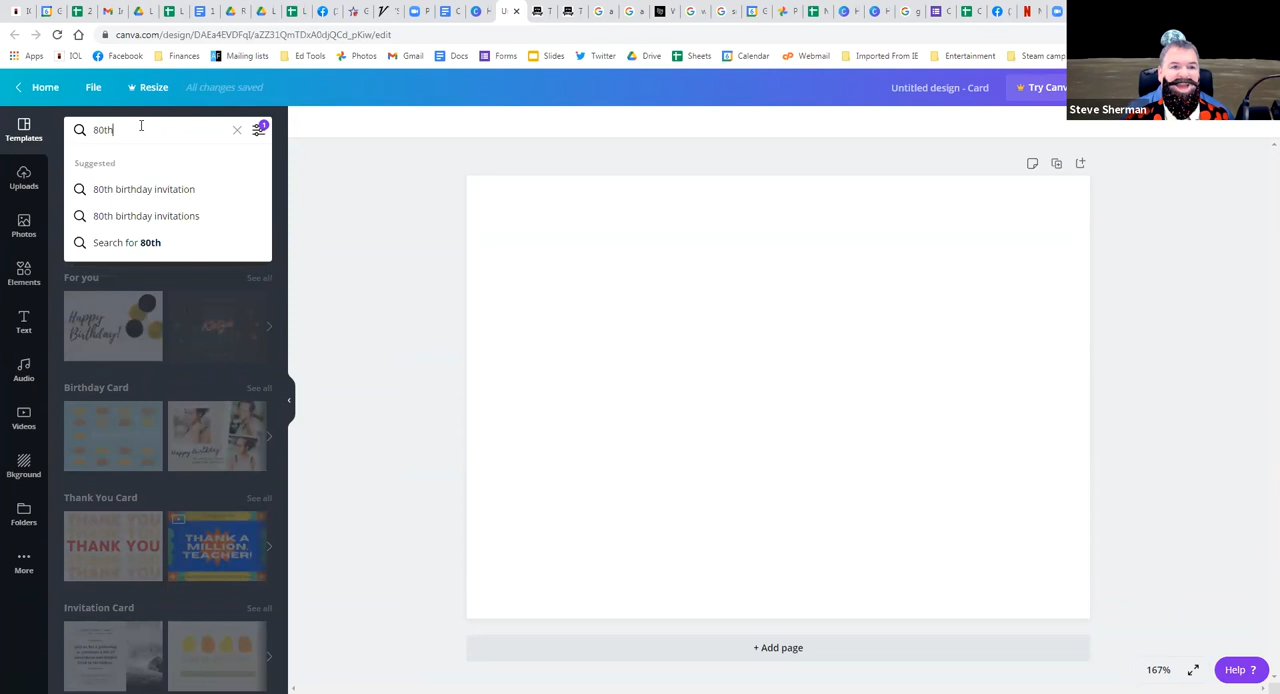 IOL
Facebook
Finances
Mailing lists
Ed Tools
Photos
Gmail
Docs
Forms
Slides
Twitter
Drive
Sheets
Calendar
Webmail
Imported From IE
Entertainment
Steam camp
canva.com/design/DAEa4EVDFqI/aZZ31QmTDxA0djQCd_pKiw/edit
Apps
Home
File
Resize
All changes saved
Untitled design - Card
Try Canv
Steve Sherman
Templates
Uploads
Photos
Elements
Text
Audio
Videos
Bkground
Folders
More
80th
1
Suggested
80th birthday invitation
80th birthday invitations
Search for 80th
For you
See all
Happy Birthday!
Birthday Card
See all
Happy Birthday
Thank You Card
See all
THANK YOU
THANK A MILLION, TEACHER!
Invitation Card
See all
+ Add page
167%
Help ?